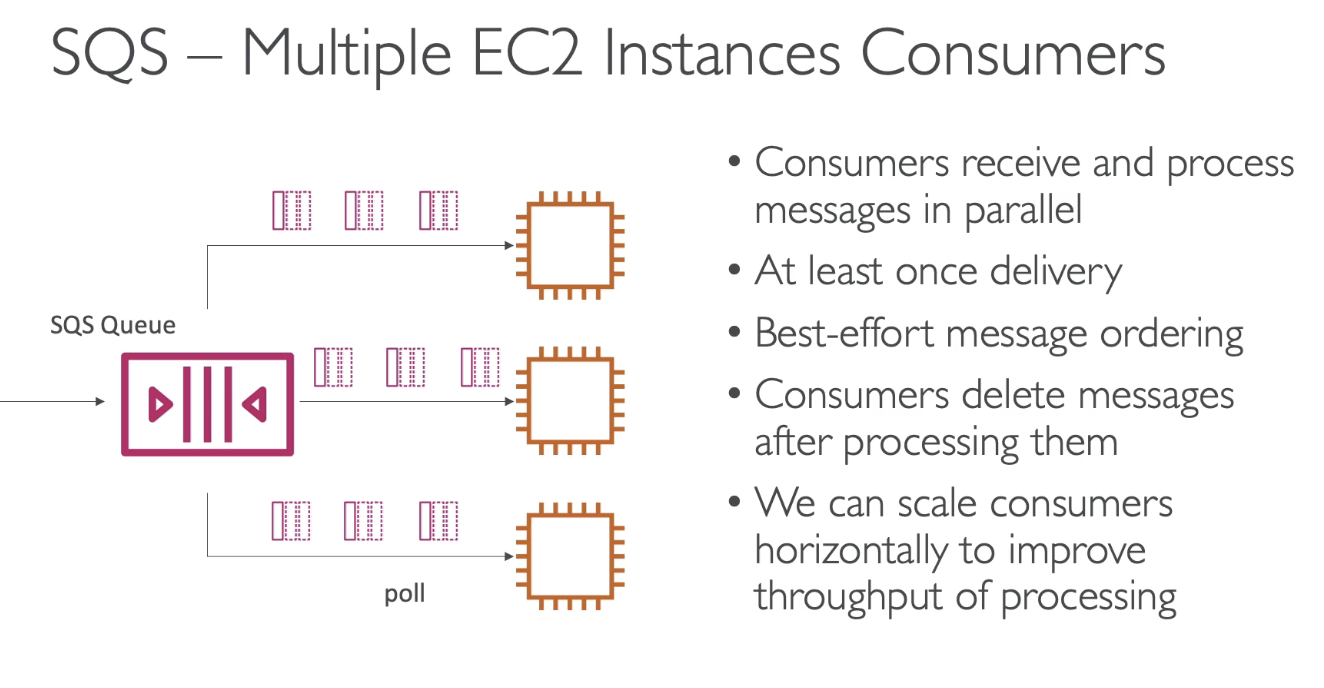 SQS – Multiple EC2 Instances Consumers
SQS Queue
poll
• Consumers receive and process
messages in parallel
• At least once delivery
• Best-effort message ordering
• Consumers delete messages
after processing them
• We can scale consumers
horizontally to improve
throughput of processing